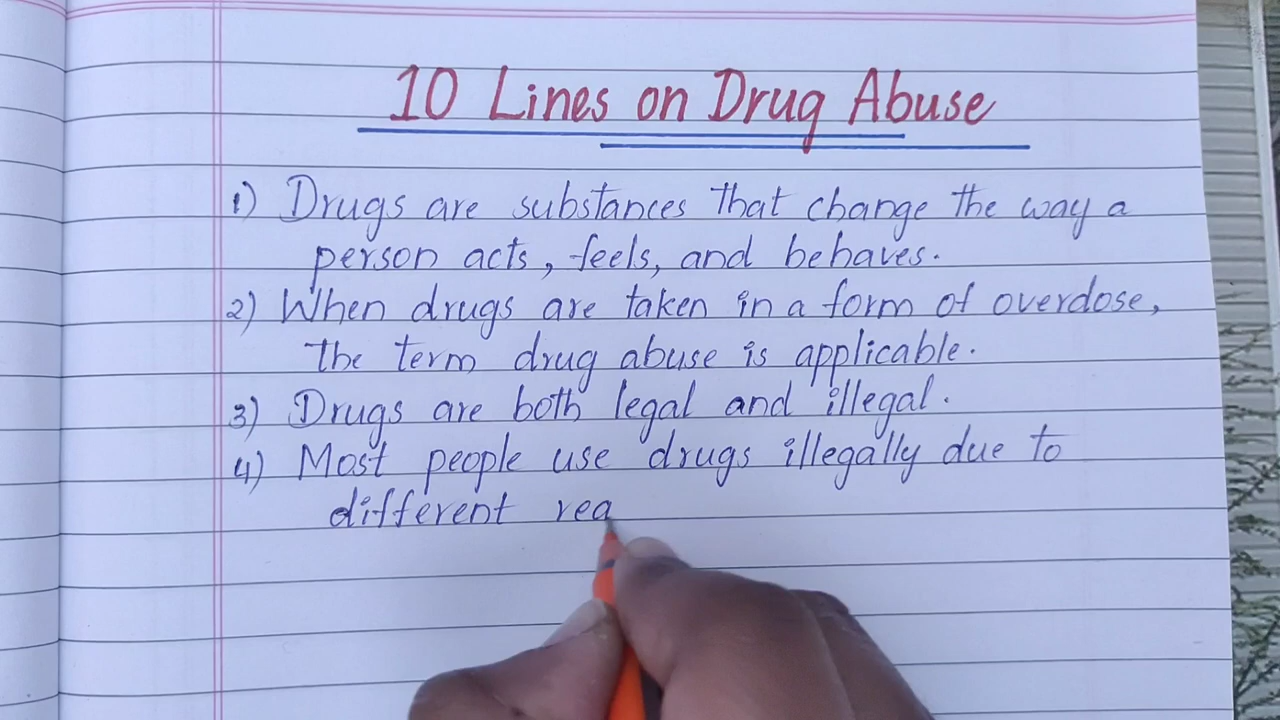 10 Lines on Drug Abuse
1) Drugs are substances that change the way a
person acts, feels, and behaves.
2) When drugs are taken in a form of overdose,
the term drug abuse is applicable.
3) Drugs are both legal and illegal.
4) Most people use drugs illegally due to
different rea